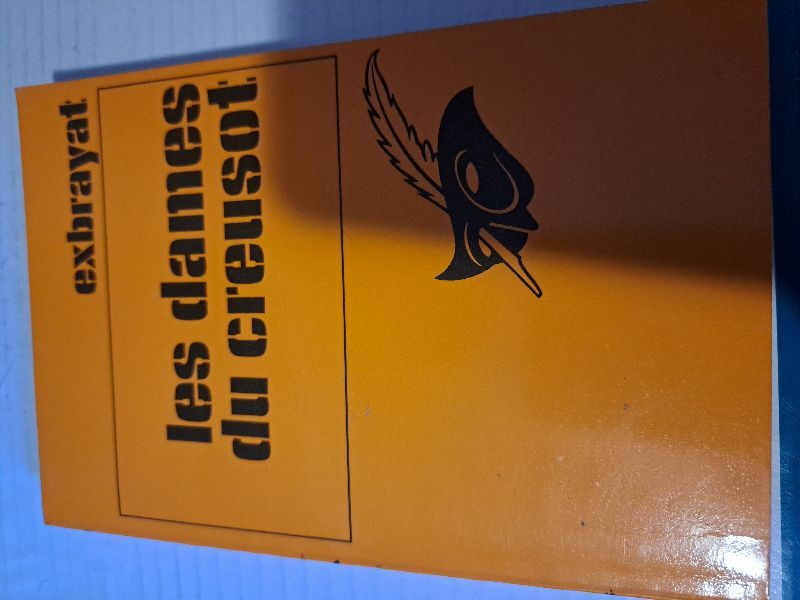 exbrayat
les dames
du creusot